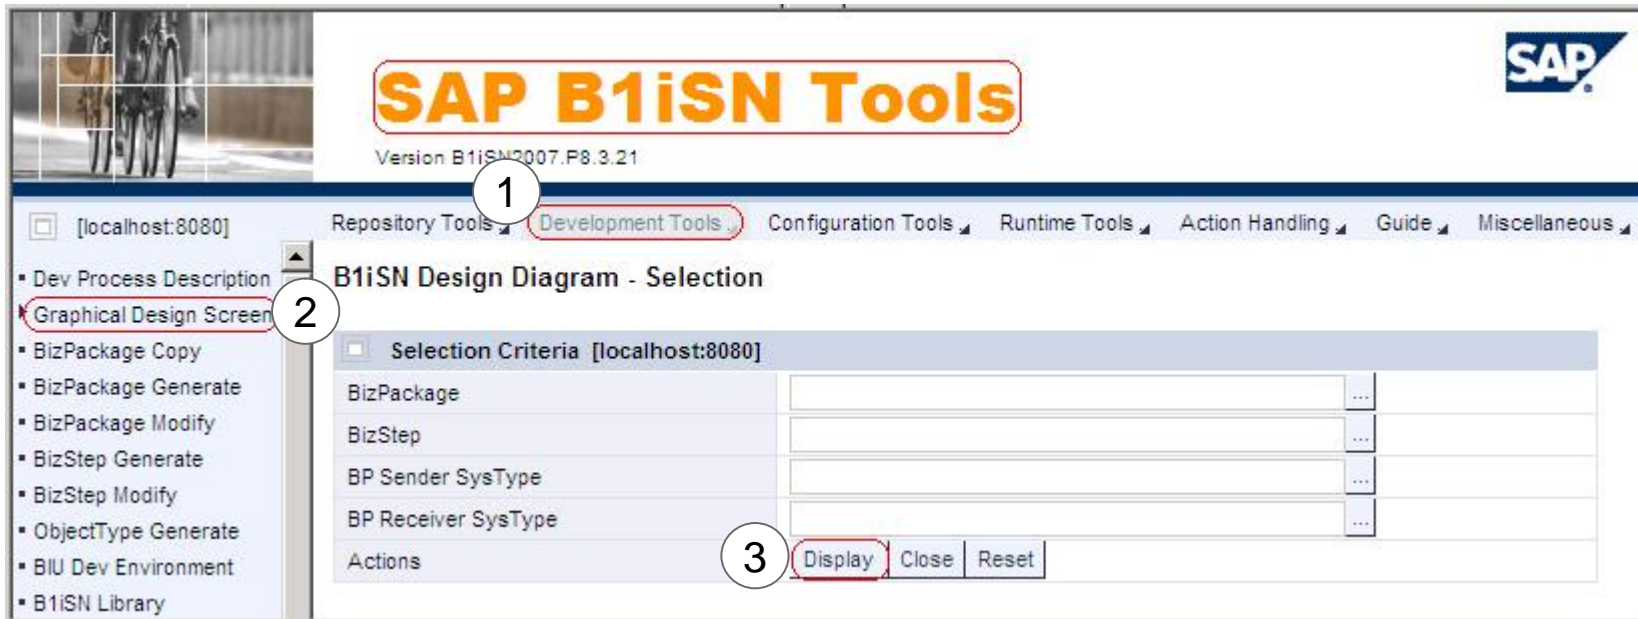 SAP
SAP B1iSN Tools
Version B1iSN2007.P8.3.21
1
[localhost:8080]
Repository Tools Development Tools Configuration Tools Runtime Tools Action Handling Guide Miscellaneous
Dev Process Description
Graphical Design Screen
2
BizPackage Copy
BizPackage Generate
BizPackage Modify
BizStep Generate
BizStep Modify
ObjectType Generate
BIU Dev Environment
B1iSN Library
B1iSN Design Diagram - Selection
Selection Criteria [localhost:8080]
BizPackage ...
BizStep ...
BP Sender SysType ...
BP Receiver SysType ...
Actions 3 Display Close Reset